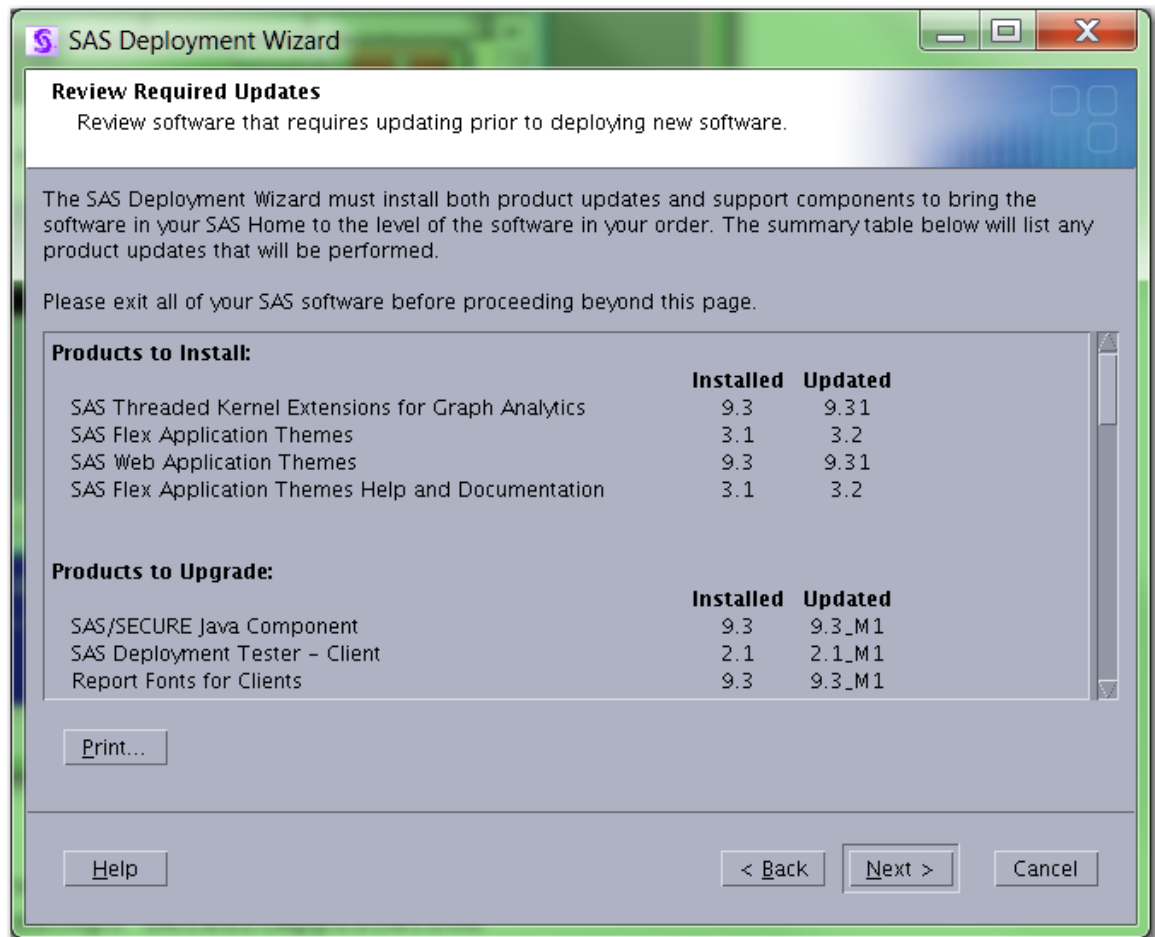 SAS Deployment Wizard
Review Required Updates
Review software that requires updating prior to deploying new software.
The SAS Deployment Wizard must install both product updates and support components to bring the
software in your SAS Home to the level of the software in your order. The summary table below will list any
product updates that will be performed.
Please exit all of your SAS software before proceeding beyond this page.
Products to Install:
Installed Updated
SAS Threaded Kernel Extensions for Graph Analytics 9.3 9.31
SAS Flex Application Themes 3.1 3.2
SAS Web Application Themes 9.3 9.31
SAS Flex Application Themes Help and Documentation 3.1 3.2
Products to Upgrade:
Installed Updated
SAS/SECURE Java Component 9.3 9.3_M1
SAS Deployment Tester – Client 2.1 2.1_M1
Report Fonts for Clients 9.3 9.3_M1
Print...
Help < Back Next > Cancel